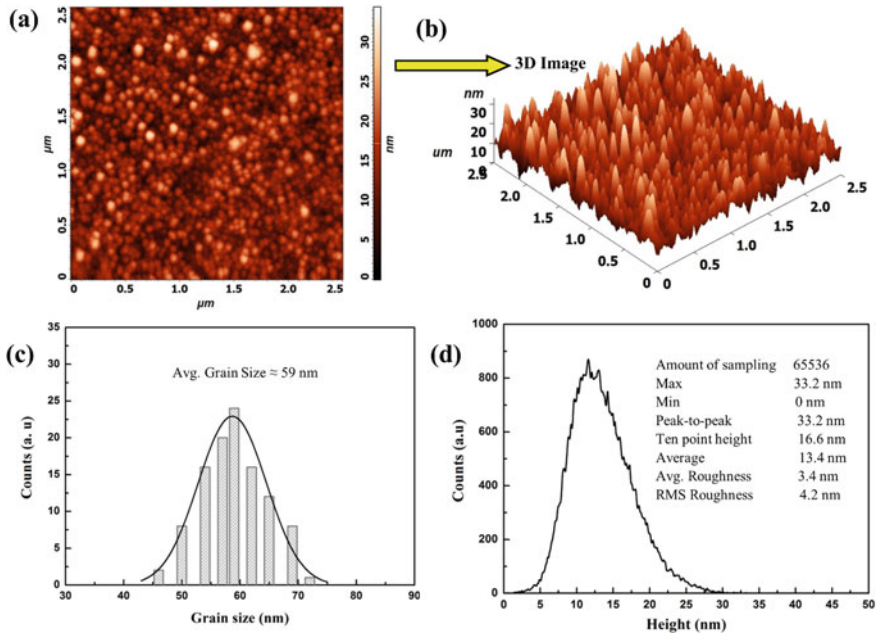 (a)
2.5
2.0
1.5
1.0
0.5
0
µm
0 0.5 1.0 1.5 2.0 2.5
µm
30
25
20
15
10
5
0
nm
(b)
3D Image
nm
30
20
10
0
um
2.5
2.0
1.5
1.0
0.5
0
0
0.5
1.0
1.5
2.0
2.5
(c)
Avg. Grain Size ≈ 59 nm
35
30
25
20
15
10
5
0
Counts (a. u)
30 40 50 60 70 80 90
Grain size (nm)
(d)
1000
800
600
400
200
0
Counts (a.u)
Amount of sampling 65536
Max 33.2 nm
Min 0 nm
Peak-to-peak 33.2 nm
Ten point height 16.6 nm
Average 13.4 nm
Avg. Roughness 3.4 nm
RMS Roughness 4.2 nm
0 5 10 15 20 25 30 35 40 45 50
Height (nm)